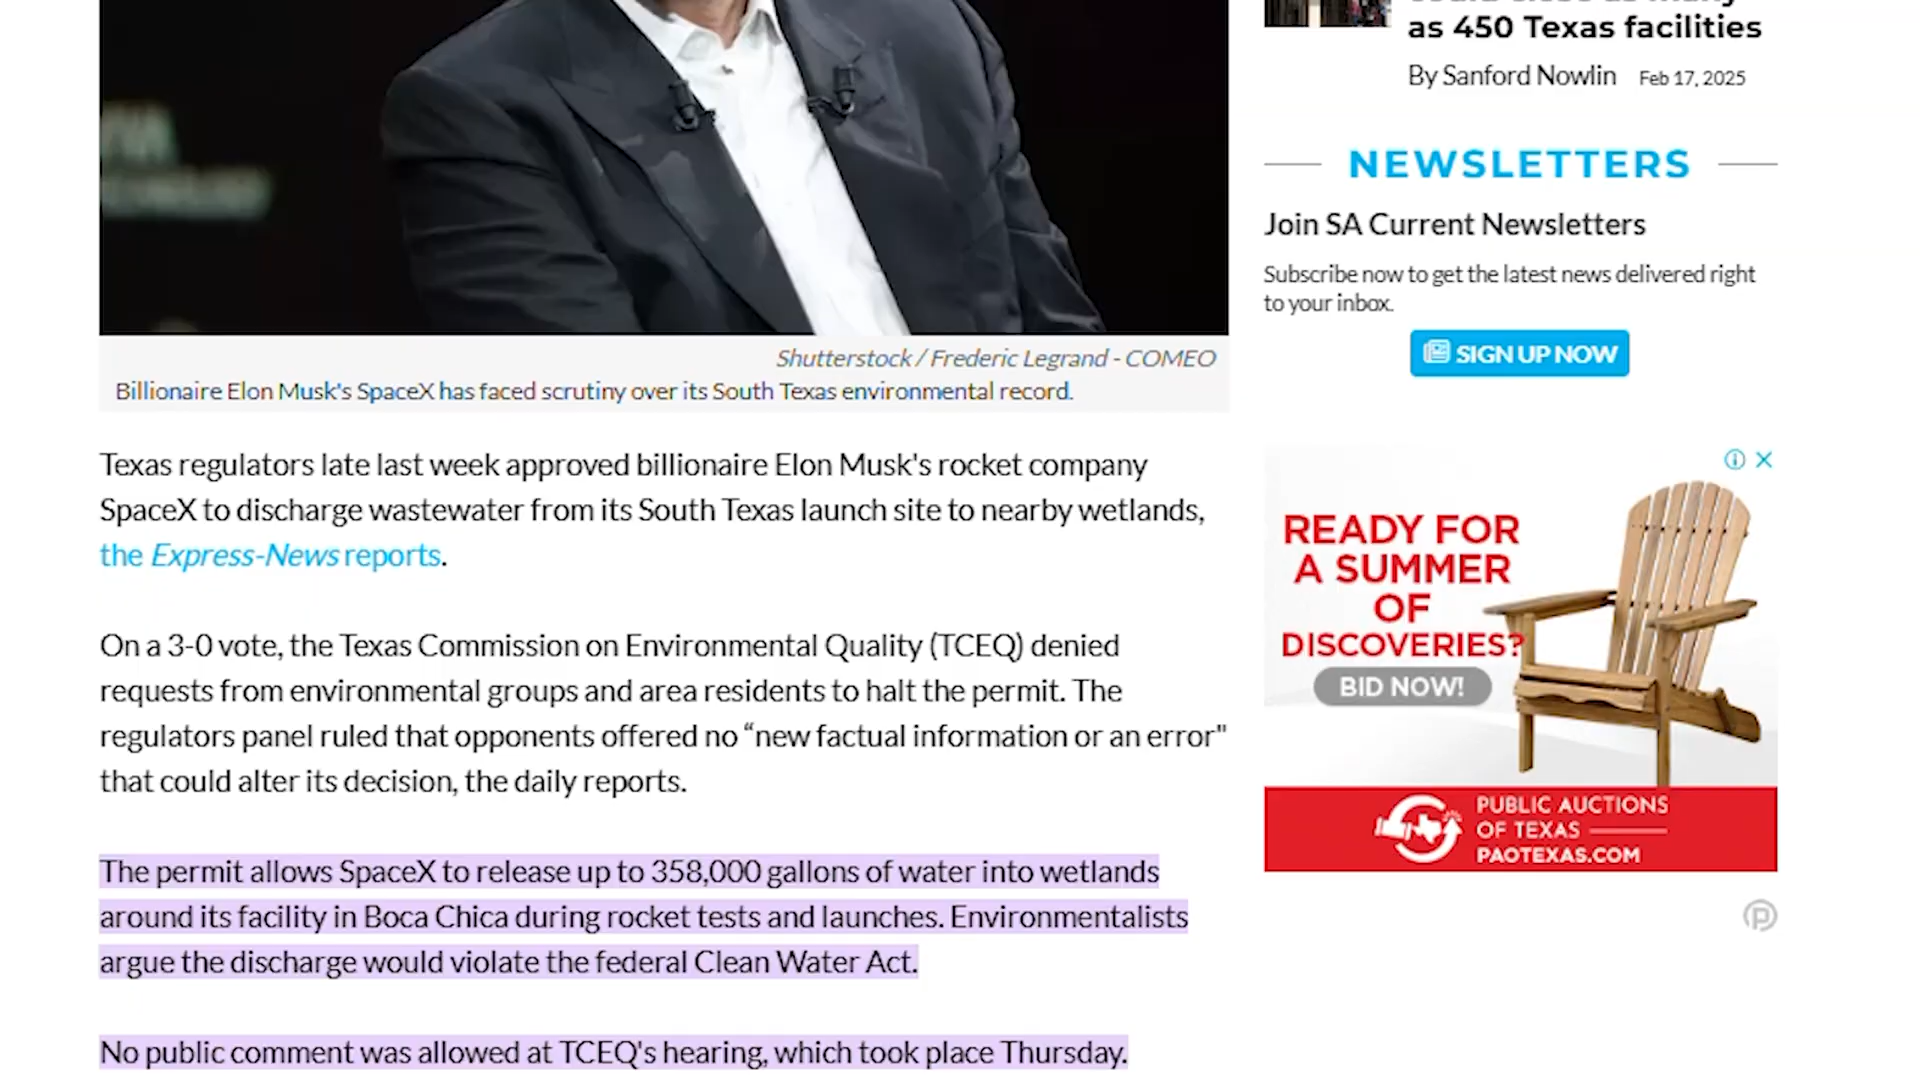 as 450 Texas facilities
By Sanford Nowlin Feb 17, 2025
NEWSLETTERS
Join SA Current Newsletters
Subscribe now to get the latest news delivered right
to your inbox.
SIGN UP NOW
Shutterstock / Frederic Legrand - COMEO
Billionaire Elon Musk's SpaceX has faced scrutiny over its South Texas environmental record.
Texas regulators late last week approved billionaire Elon Musk's rocket company
SpaceX to discharge wastewater from its South Texas launch site to nearby wetlands,
the Express-News reports.
On a 3-0 vote, the Texas Commission on Environmental Quality (TCEQ) denied
requests from environmental groups and area residents to halt the permit. The
regulators panel ruled that opponents offered no “new factual information or an error"
that could alter its decision, the daily reports.
The permit allows SpaceX to release up to 358,000 gallons of water into wetlands
around its facility in Boca Chica during rocket tests and launches. Environmentalists
argue the discharge would violate the federal Clean Water Act.
No public comment was allowed at TCEQ's hearing, which took place Thursday.
READY FOR
A SUMMER
OF
DISCOVERIES?
BID NOW!
PUBLIC AUCTIONS
OF TEXAS
PAOTEXAS.COM